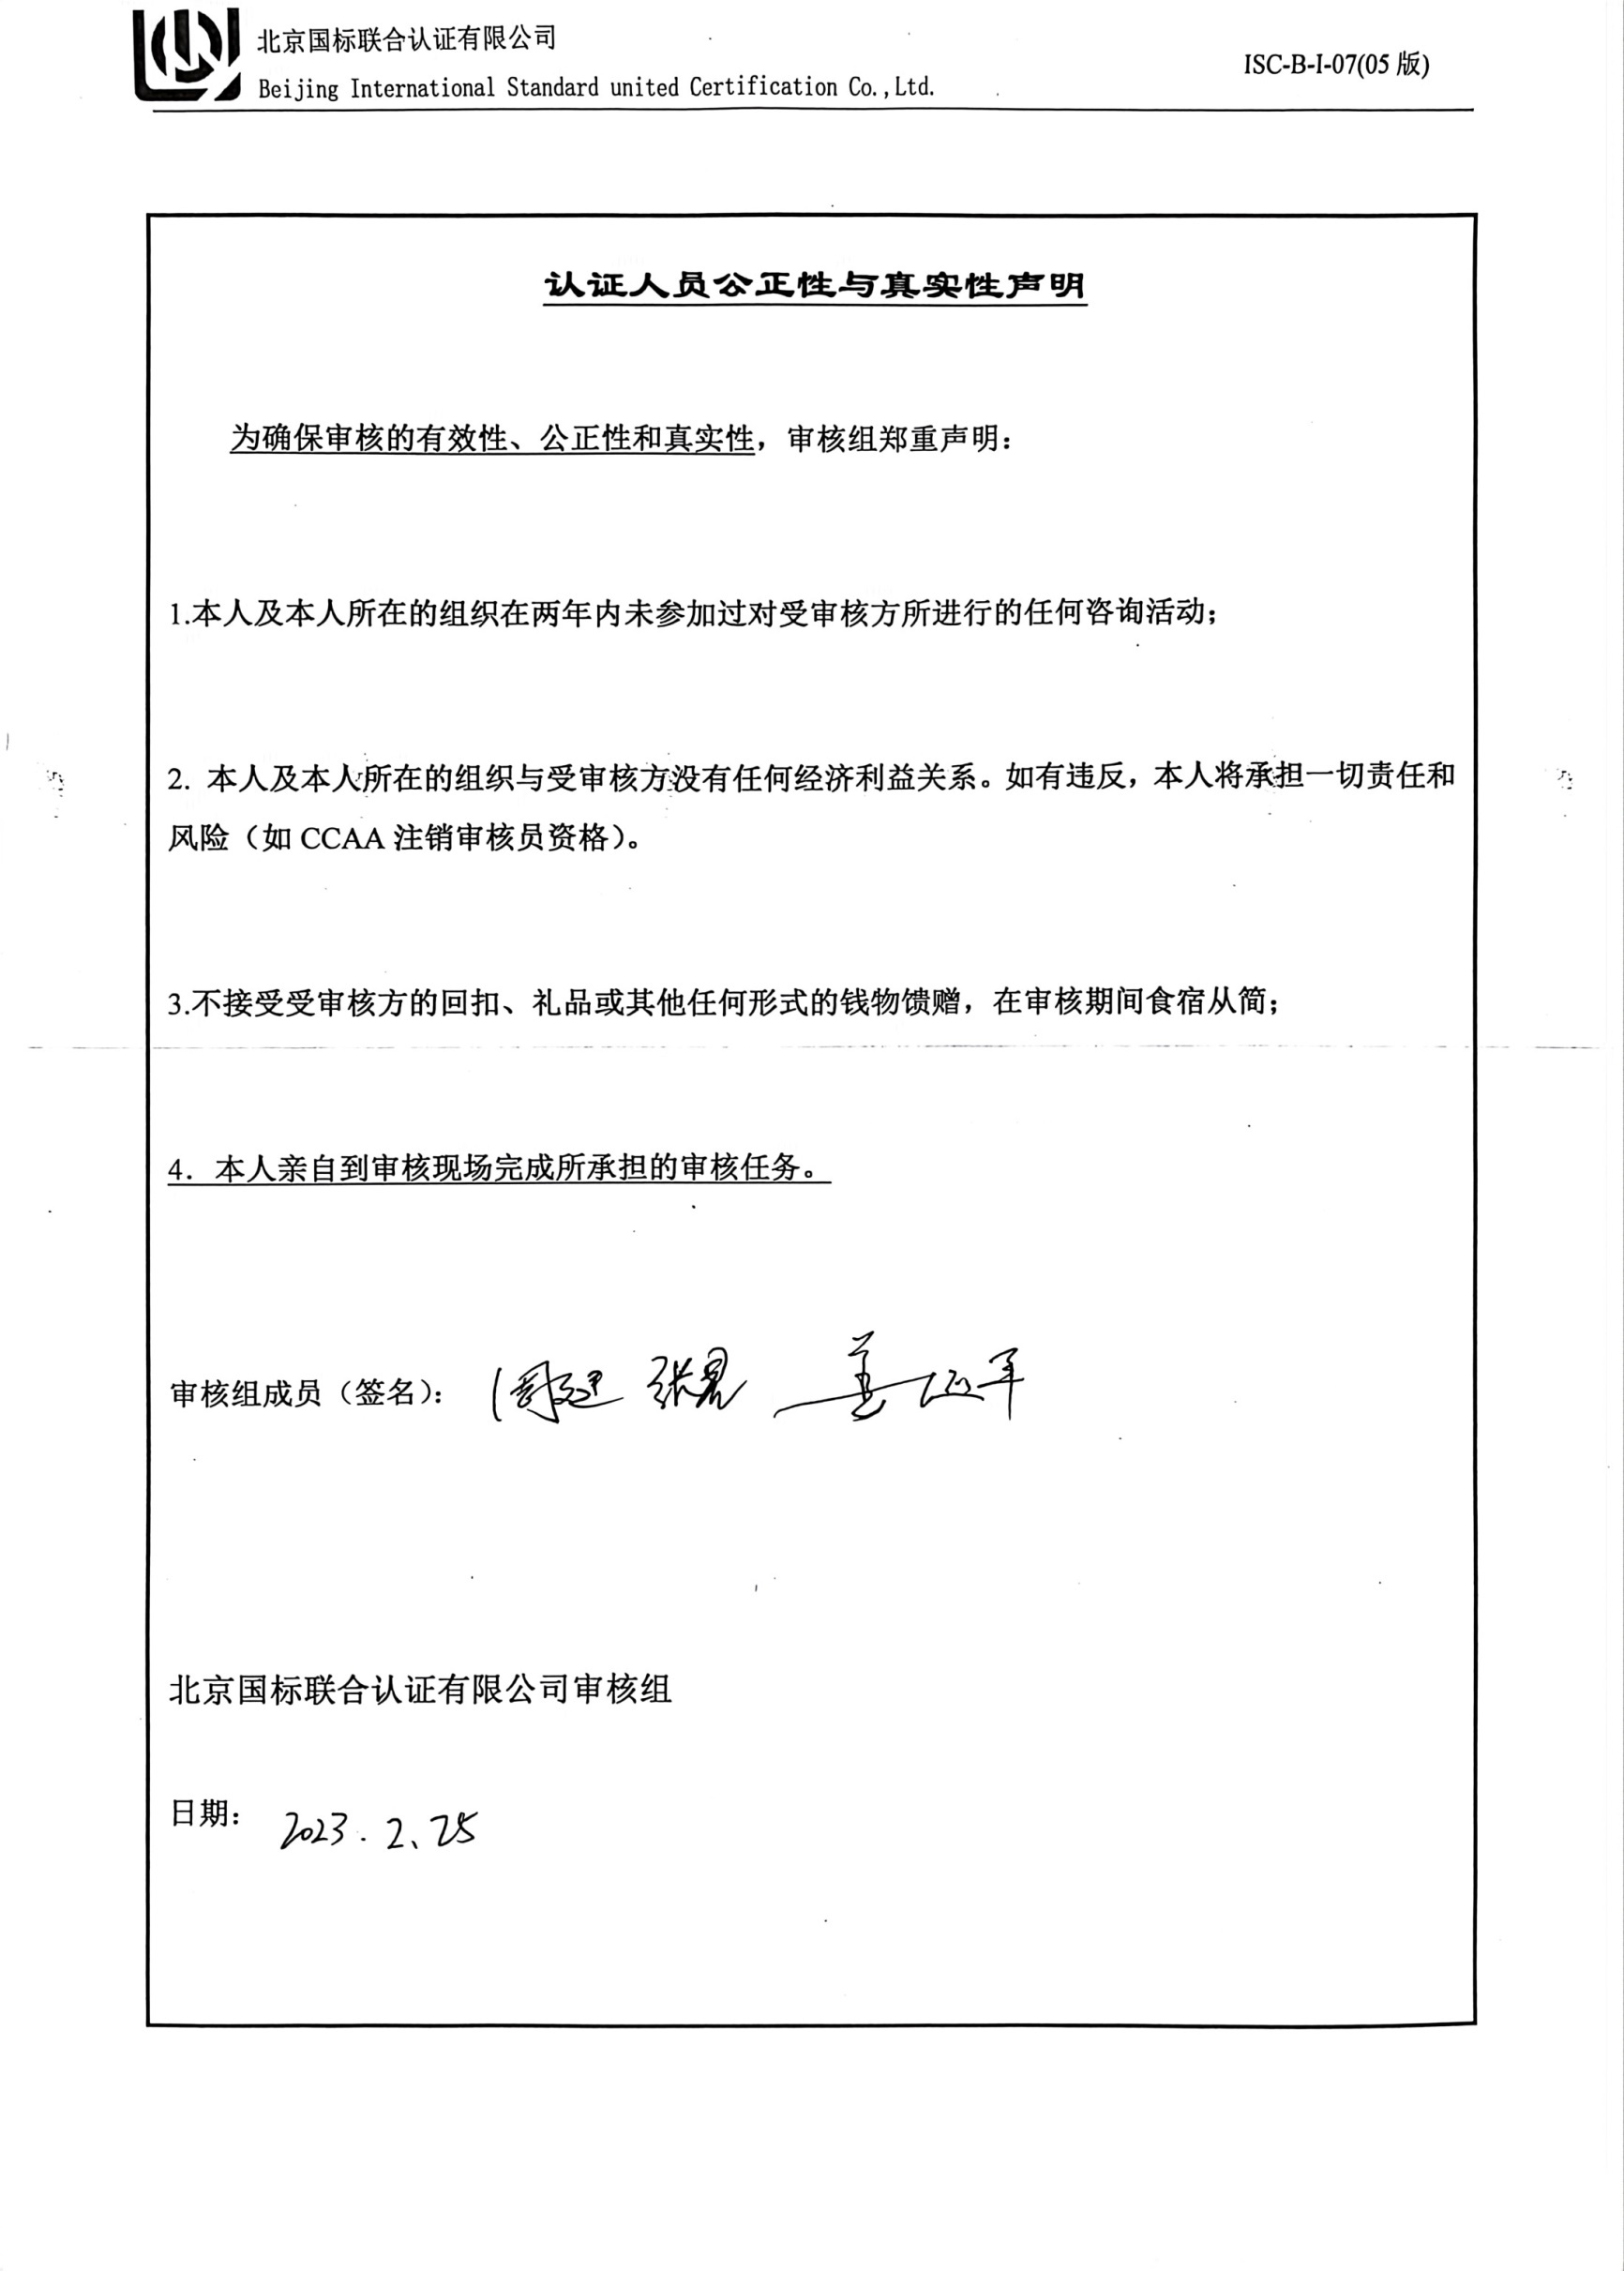 北京国标联合认证有限公司
Beijing International Standard united Certification Co.,Ltd.
ISC-B-I-07(05 版)
认证人员公正性与真实性声明
为确保审核的有效性、公正性和真实性，审核组郑重声明：
1.本人及本人所在的组织在两年内未参加过对受审核方所进行的任何咨询活动；
2. 本人及本人所在的组织与受审核方没有任何经济利益关系。如有违反，本人将承担一切责任和
风险（如 CCAA 注销审核员资格）。
3.不接受受审核方的回扣、礼品或其他任何形式的钱物馈赠，在审核期间食宿从简；
4. 本人亲自到审核现场完成所承担的审核任务。
审核组成员（签名）： 张
北京国标联合认证有限公司审核组
日期： 2023.2、25